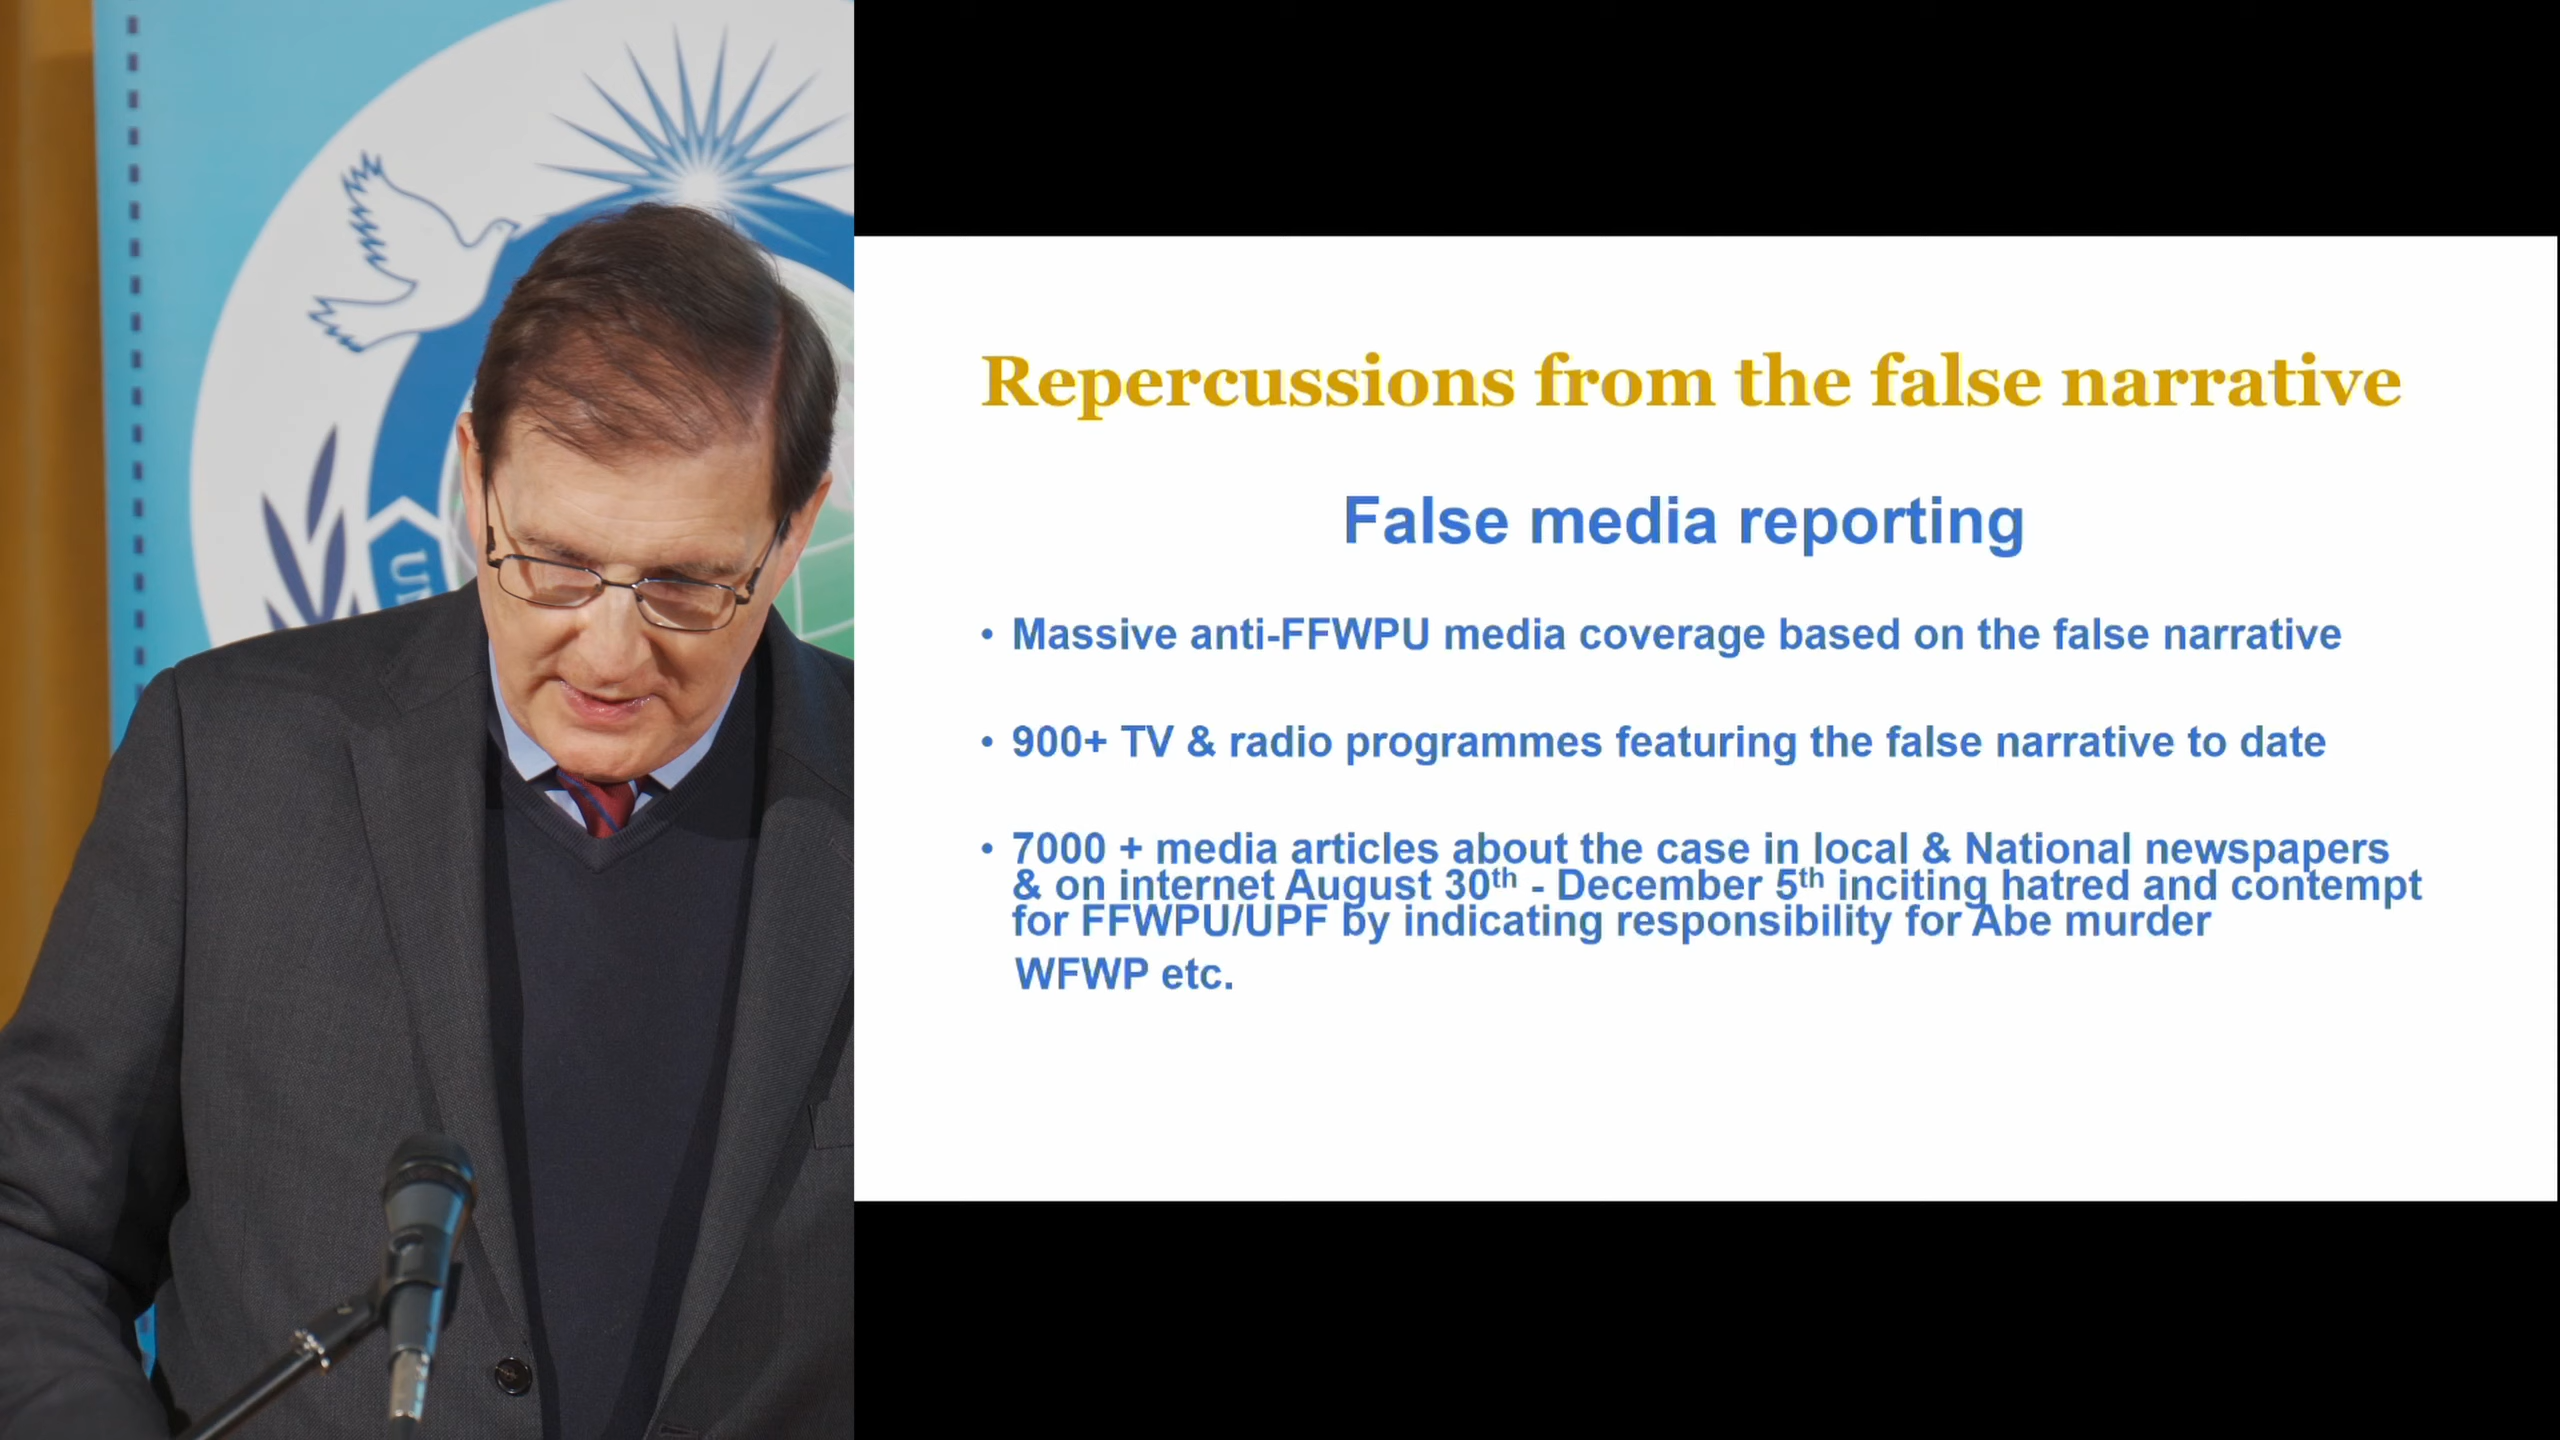 Repercussions from the false narrative
False media reporting
• Massive anti-FFWPU media coverage based on the false narrative
• 900+ TV & radio programmes featuring the false narrative to date
• 7000 + media articles about the case in local & National newspapers
& on internet August 30th - December 5th inciting hatred and contempt
for FFWPU/UPF by indicating responsibility for Abe murder
WFWP etc.